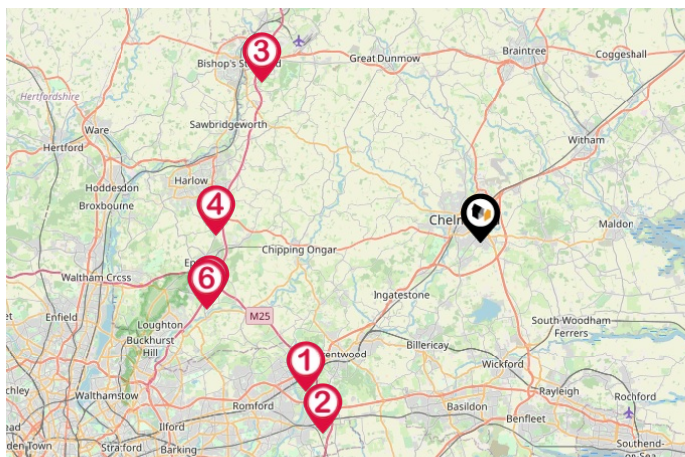 3
Bishop's St
Great Dunmow
Braintree
Coggeshall
Hertfordshire
Ware
Sawbridgeworth
Witham
Hertford
Hoddesdon
Harlow
4
Broxbourne
Chelm
Maldon
Chipping Ongar
Waltham Cross
6
Ingatestone
Enfield
M25
Loughton
South-Woodham
Ferrers
Buckhurst
Hill
Billericay
1
rentwood
Wickford
Walthamstow
Romford
2
Basildon
Rayleigh
Rochford
Benfleet
Ilford
Stratford
Barking
Southend-
on-Sea